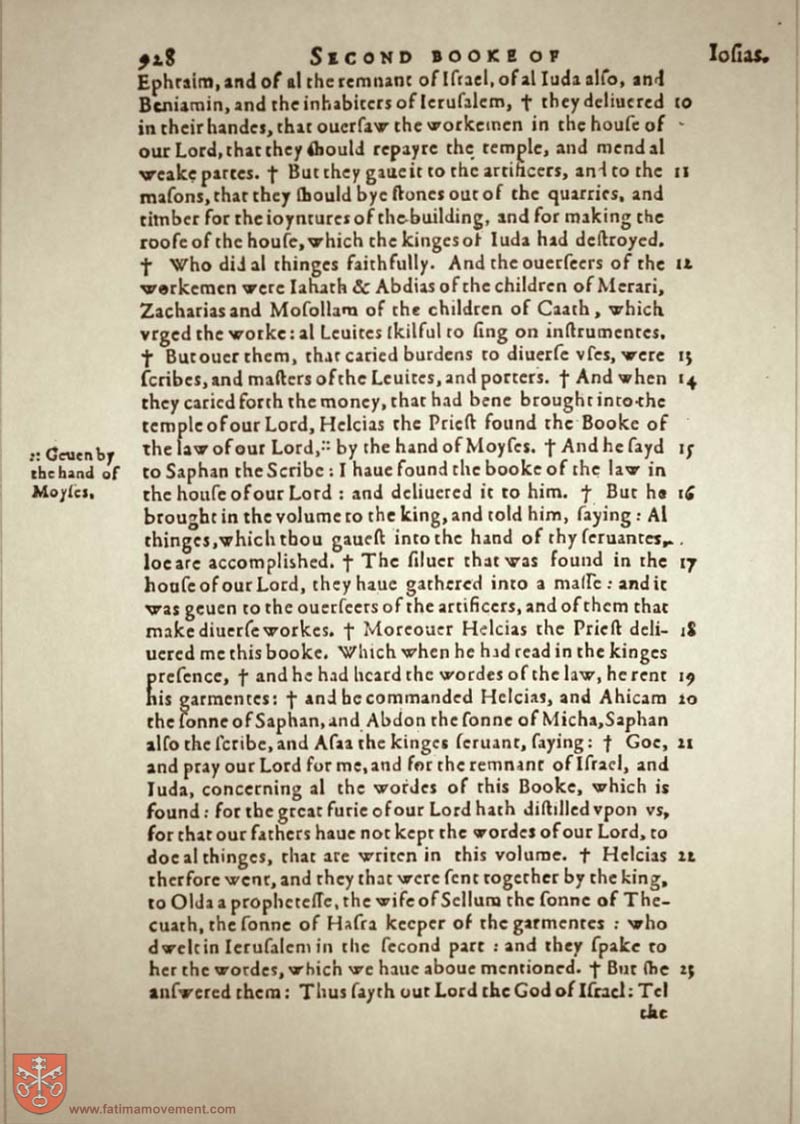 928 SECOND BOOKE OF Iosias.
Ephraim, and of al the remnant of Iſrael, of al Iuda alſo, and
Beniamin, and the inhabiters of Ieruſalem, † they deliuered 10
in their handes, that ouerſaw the workemen in the houſe of
our Lord, that they ſhould repayre the temple, and mend al
weake partes. † But they gaue it to the artificers, and to the 11
maſons, that they ſhould bye ſtones out of the quarries, and
timber for the ioyntures of the building, and for making the
roofe of the houſe, which the kinges of Iuda had deſtroyed.
† Who did al thinges faithfully. And the ouerſeers of the 12
workemen were Iahath & Abdias of the children of Merari,
Zacharias and Moſollam of the children of Caath, which
vrged the worke: al Leuites ſkilful to ſing on inſtrumentes.
† But ouer them, that caried burdens to diuerſe vſes, were 13
ſcribes, and maſters of the Leuites, and porters. † And when 14
they caried forth the money, that had bene brought into the
temple of our Lord, Helcias the Prieſt found the Booke of
the law of our Lord, :: by the hand of Moyſes. † And he ſayd 15
:: Geuen by
the hand of
Moyſes.
to Saphan the Scribe: I haue found the booke of the law in
the houſe of our Lord: and deliuered it to him. † But he 16
brought in the volume to the king, and told him, ſaying: Al
thinges, which thou gaueſt into the hand of thy ſeruantes,
loe are accompliſhed. † The ſiluer that was found in the 17
houſe of our Lord, they haue gathered into a maſſe: and it
was geuen to the ouerſeers of the artificers, and of them that
make diuerſe workes. † Moreouer Helcias the Prieſt deli- 18
uered me this booke. Which when he had read in the kinges
preſence, † and he had heard the wordes of the law, he rent 19
his garmentes: † and he commanded Helcias, and Ahicam 20
the ſonne of Saphan, and Abdon the ſonne of Micha, Saphan
alſo the ſcribe, and Aſaa the kinges ſeruant, ſaying: † Goe, 21
and pray our Lord for me, and for the remnant of Iſrael, and
Iuda, concerning al the wordes of this Booke, which is
found: for the great furie of our Lord hath diſtilled vpon vs,
for that our fathers haue not kept the wordes of our Lord, to
doe al thinges, that are writen in this volume. † Helcias 22
therfore went, and they that were ſent together by the king,
to Olda a propheteſſe, the wife of Sellum the ſonne of The-
cuath, the ſonne of Haſra keeper of the garmentes: who
dwelt in Ieruſalem in the ſecond part: and they ſpake to
her the wordes, which we haue aboue mentioned. † But ſhe 23
anſwered them: Thus ſayth our Lord the God of Iſrael: Tel
the
www.fatimamovement.com